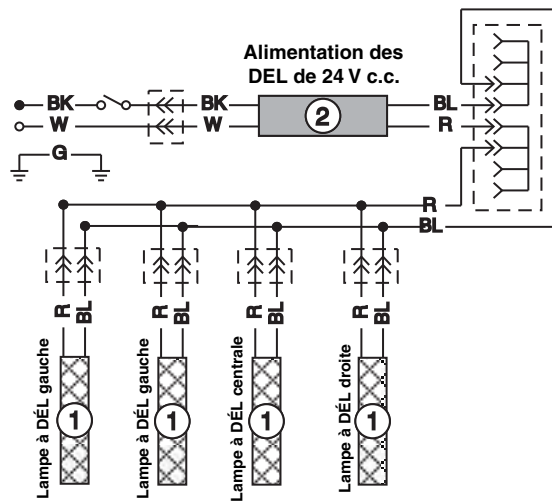 Alimentation des
DEL de 24 V c.c.
BK
BK
BL
W
W
R
2
G
R
BL
R
BL
R
BL
R
BL
R
BL
Lampe à DÉL gauche
1
Lampe à DÉL gauche
1
Lampe à DÉL centrale
1
Lampe à DÉL droite
1